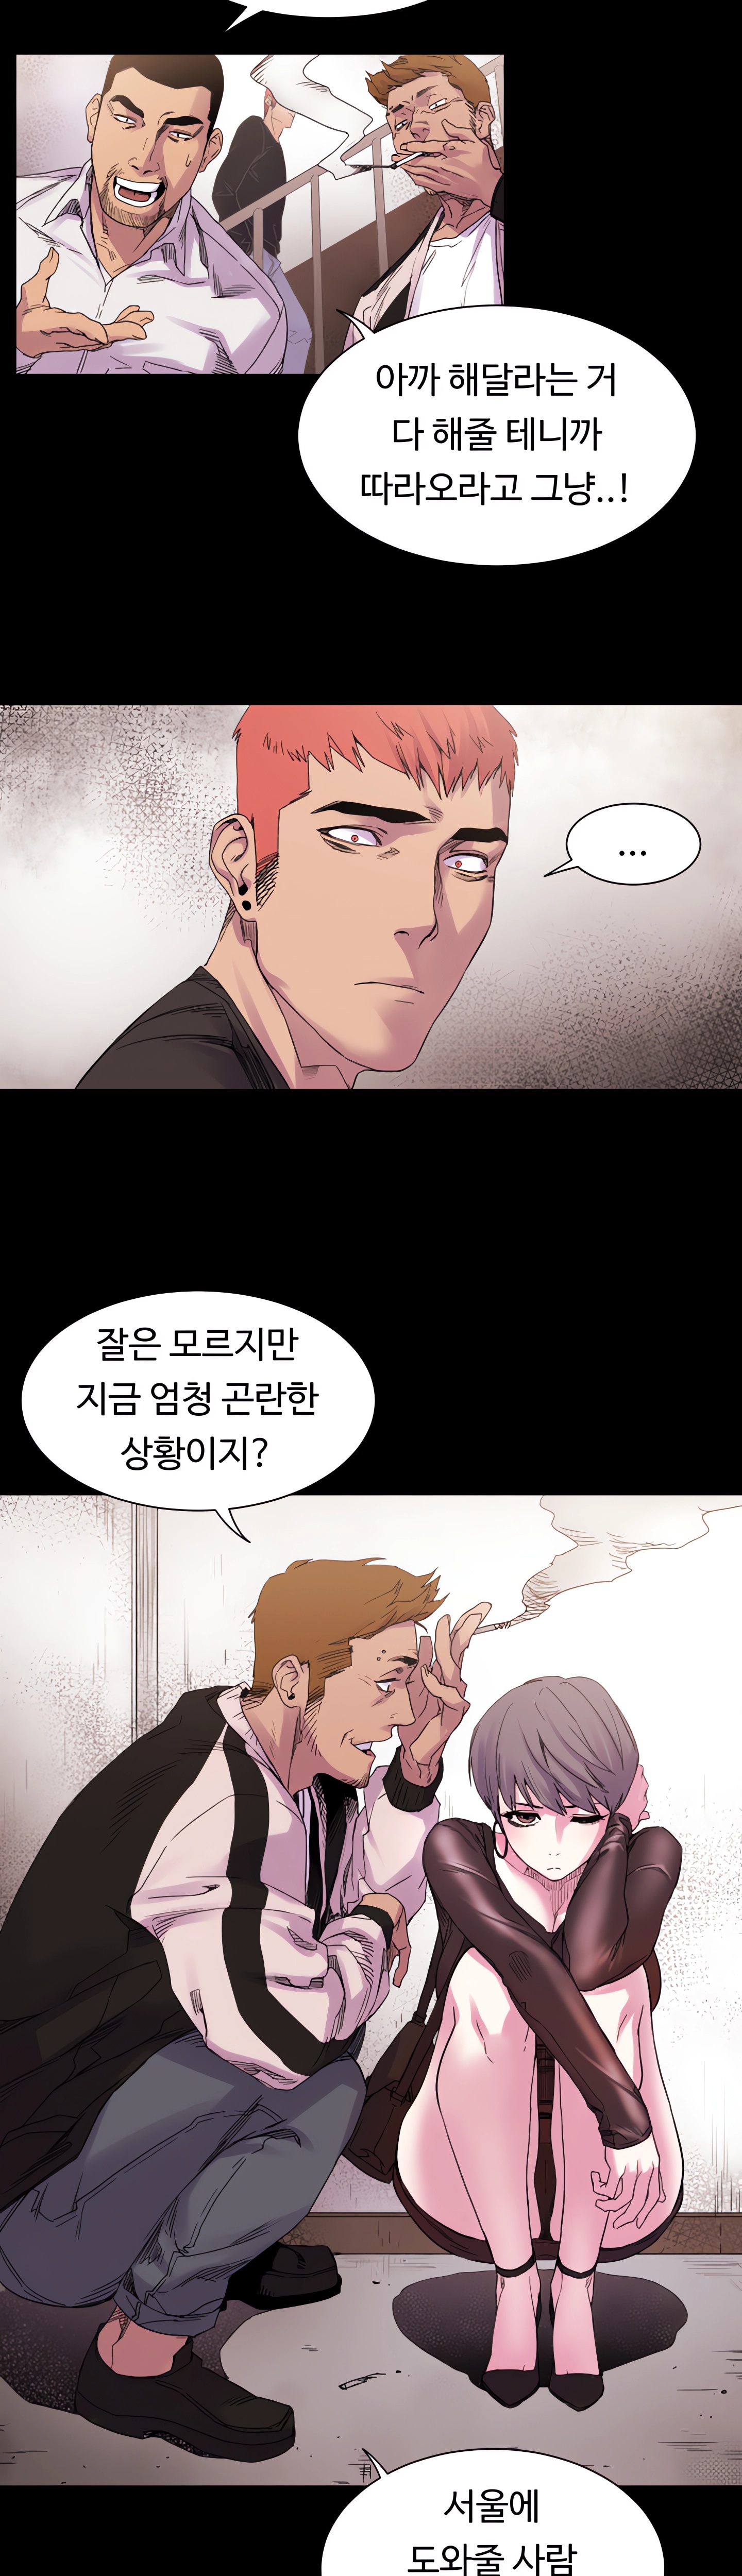 아까 해달라는 거
다 해줄 테니까
따라오라고 그냥..!
...
잘은 모르지만
지금 엄청 곤란한
상황이지?
서울에
도와줄 사람